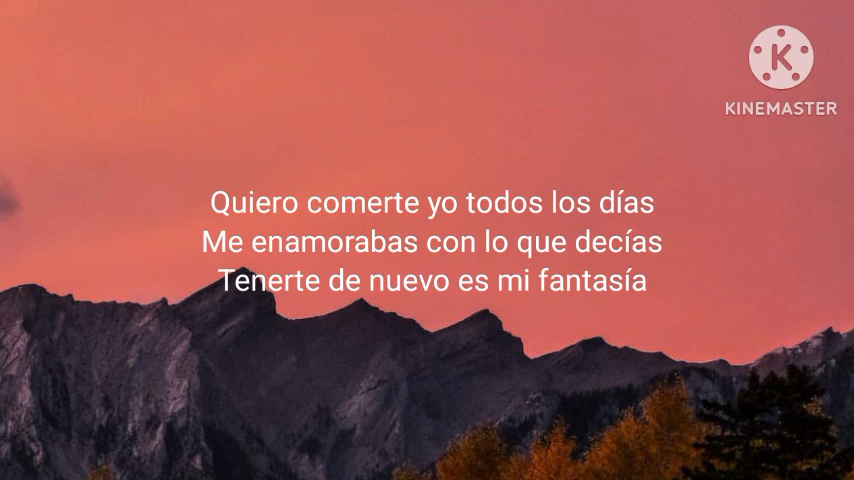 KINEMASTER
Quiero comerte yo todos los días
Me enamorabas con lo que decías
Tenerte de nuevo es mi fantasía